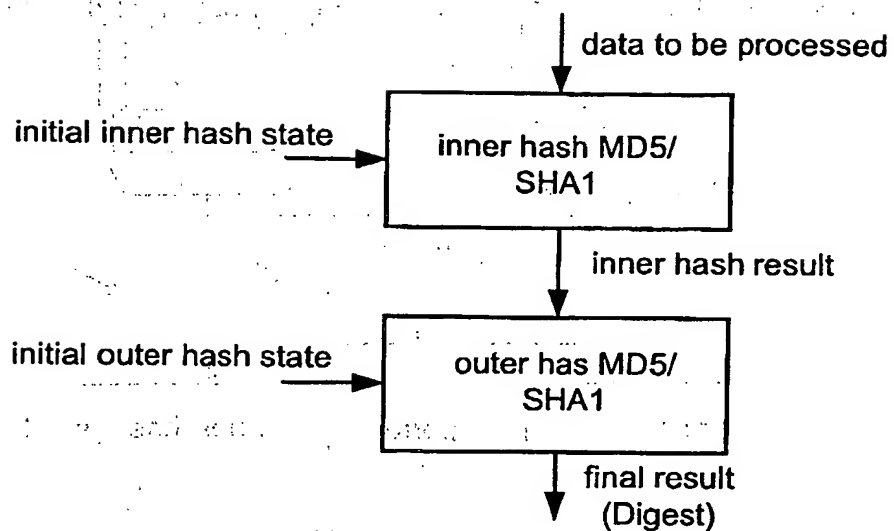 data to be processed
initial inner hash state
inner hash MD5/
SHA1
inner hash result
initial outer hash state
outer has MD5/
SHA1
final result
(Digest)